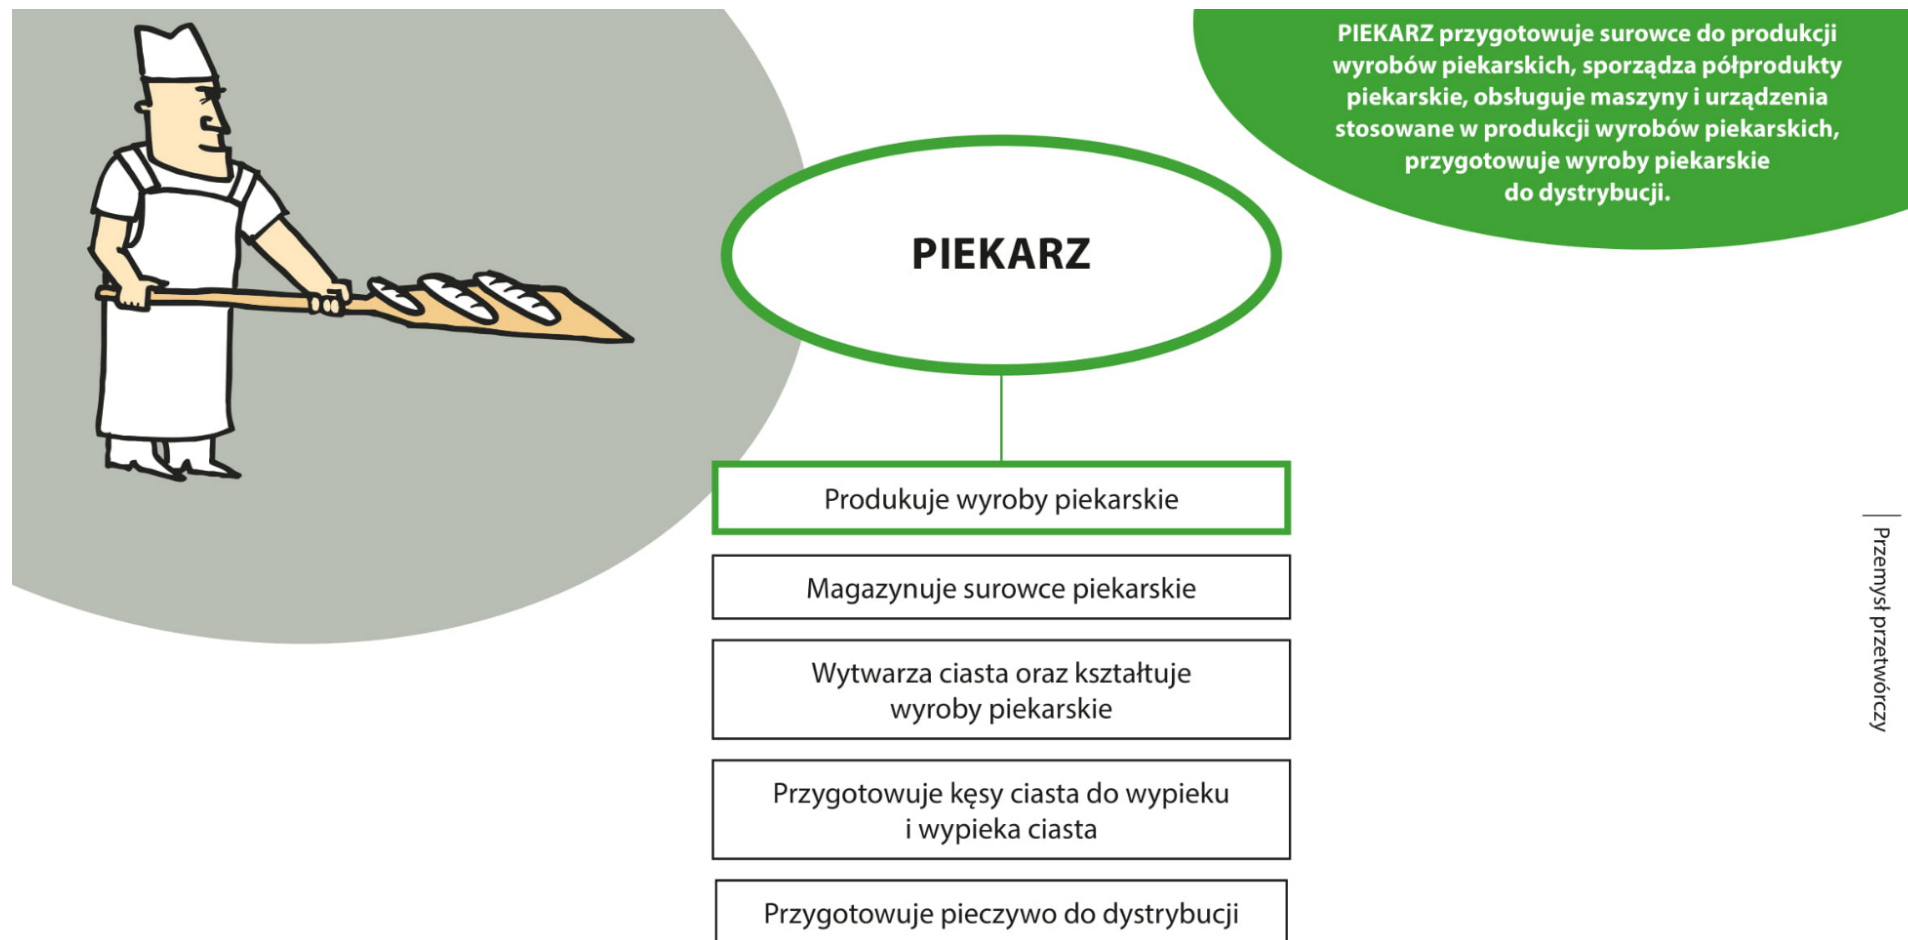 PIEKARZ przygotowuje surowce do produkcji
wyrobów piekarskich, sporządza półprodukty
piekarskie, obsługuje maszyny i urządzenia
stosowane w produkcji wyrobów piekarskich,
przygotowuje wyroby piekarskie
do dystrybucji.
PIEKARZ
Produkuje wyroby piekarskie
Magazynuje surowce piekarskie
Wytwarza ciasta oraz kształtuje
wyroby piekarskie
Przygotowuje kęsy ciasta do wypieku
i wypieka ciasta
Przygotowuje pieczywo do dystrybucji
Przemysł przetwórczy